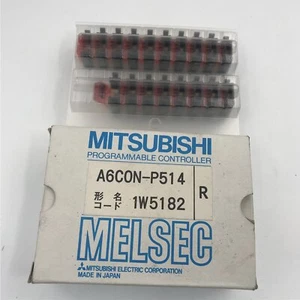 MITSUBISHI
PROGRAMMABLE CONTROLLER
A6CON-P514
形名
コード 1W5182
R
MELSEC
MITSUBISHI ELECTRIC CORPORATION
MADE IN JAPAN